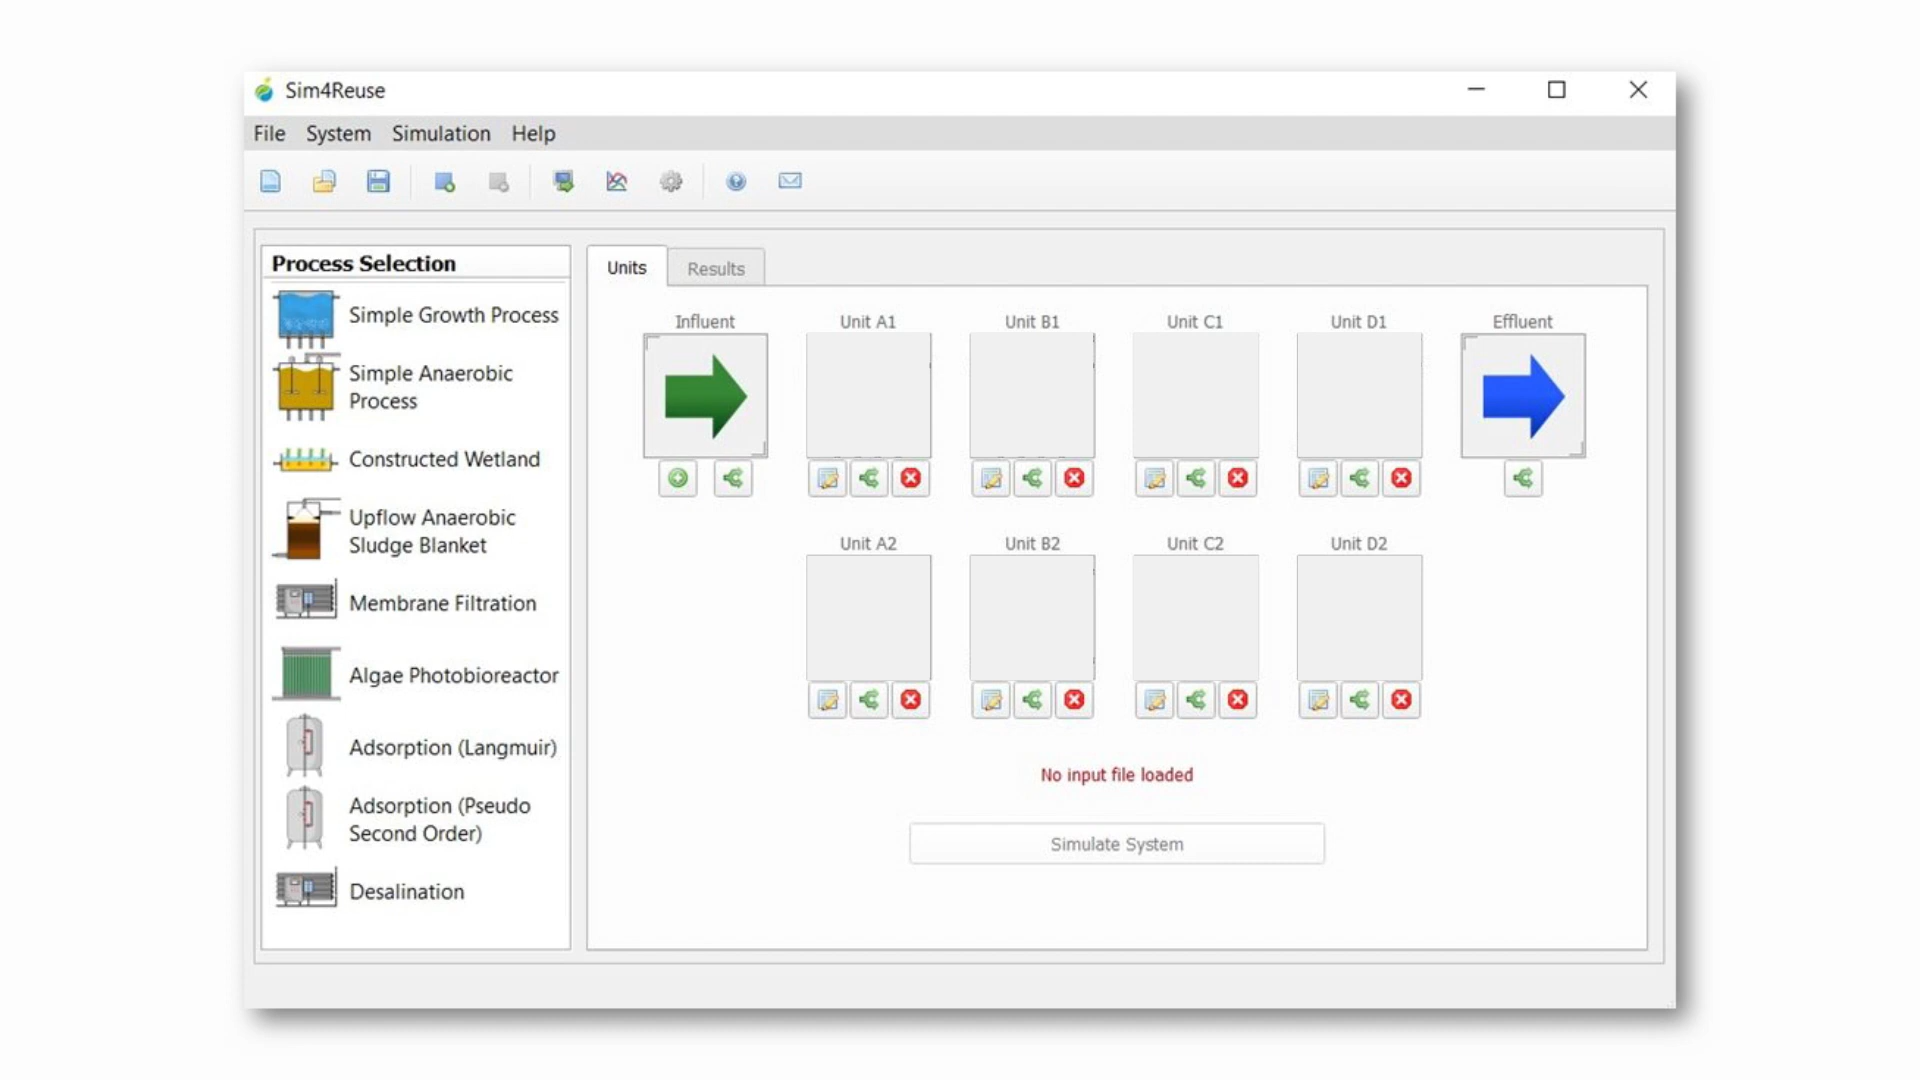 Sim4Reuse
File System Simulation Help
Process Selection
Simple Growth Process
Simple Anaerobic
Process
Constructed Wetland
Upflow Anaerobic
Sludge Blanket
Membrane Filtration
Algae Photobioreactor
Adsorption (Langmuir)
Adsorption (Pseudo
Second Order)
Desalination
Units Results
Influent Unit A1 Unit B1 Unit C1 Unit D1 Effluent
Unit A2 Unit B2 Unit C2 Unit D2
No input file loaded
Simulate System